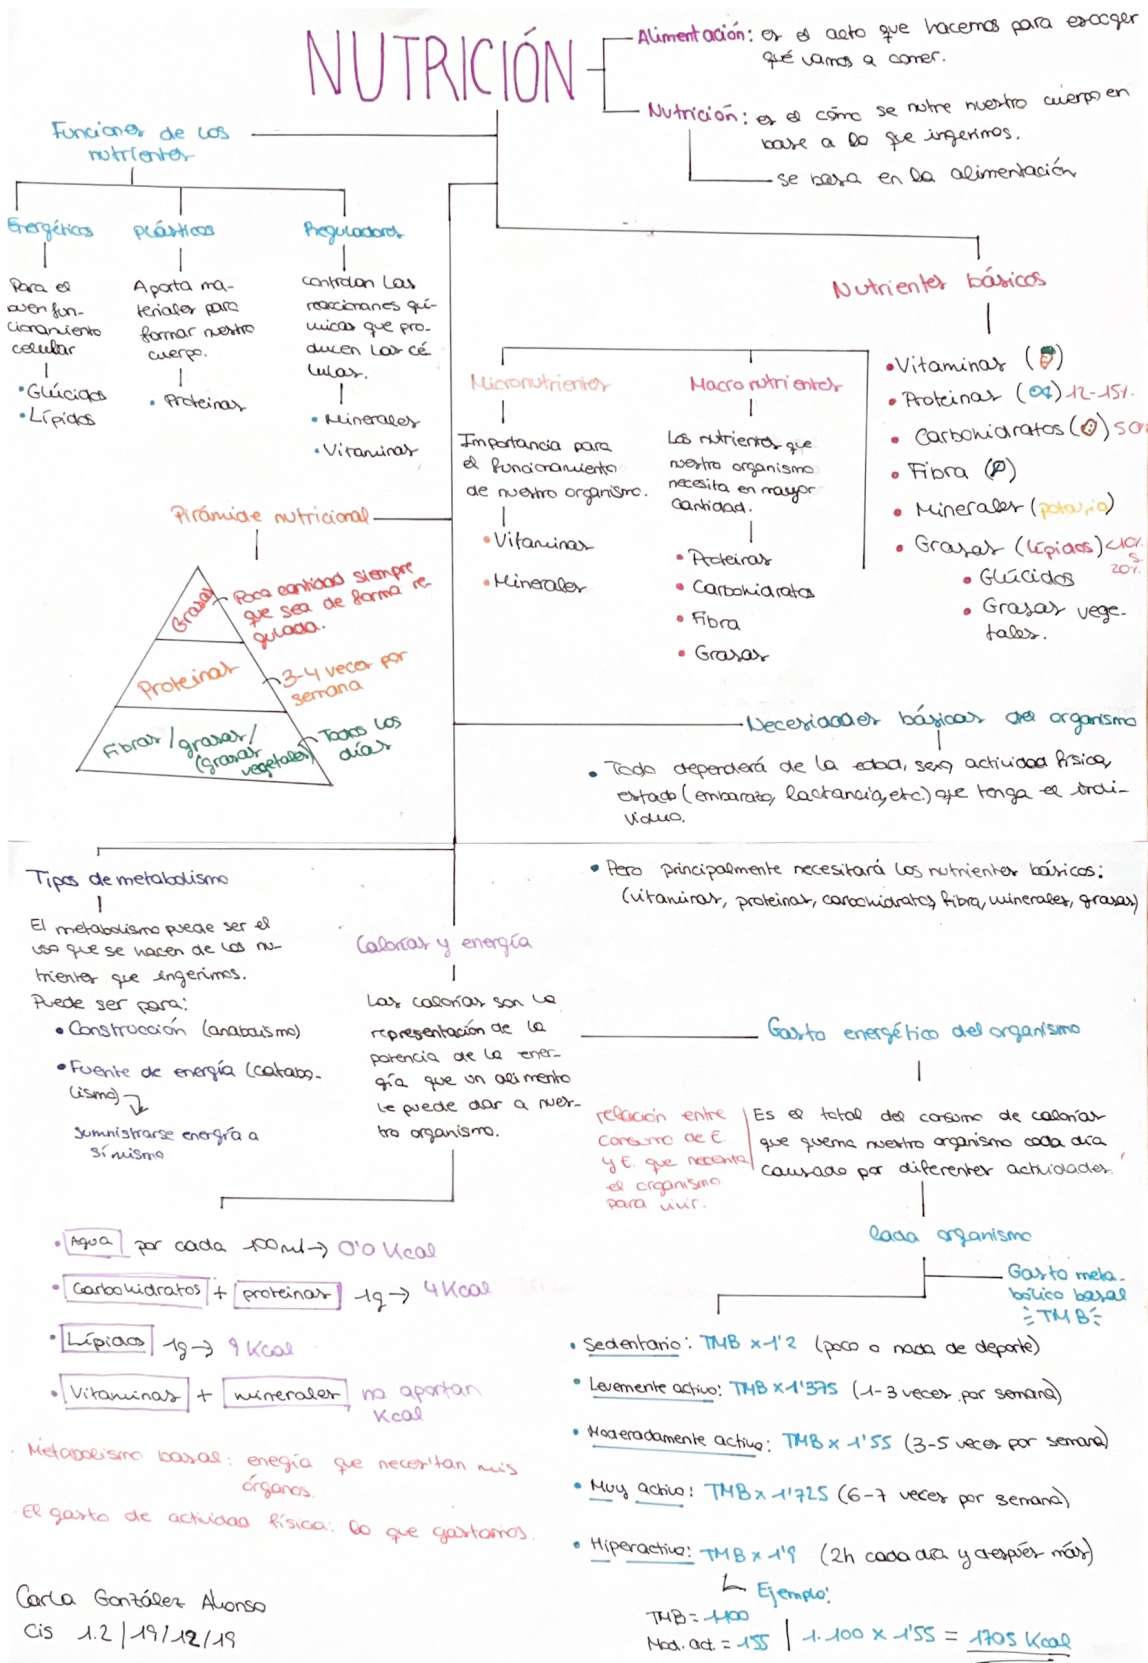 NUTRICIÓN
Alimentación: es el acto que hacemos para escoger
qué vamos a comer.
Nutrición: es el cómo se nutre nuestro cuerpo en
base a lo que ingerimos.
se basa en la alimentación
Funciones de los
nutrientes
Energéticos
Para el
buen fun-
cionamiento
celular
• Glúcidos
• Lípidos
plásticos
Aporta ma-
teriales para
formar nuestro
cuerpo.
• Proteinas
Reguladores
controlan las
reaccionanes quí-
micas que pro-
ducen las cé
lulas.
• Minerales
• Vitaminas
Nutrientes básicos
• Vitaminas ( )
• Proteinas ( ) 12-15%.
• Carbohidratos ( ) 50
• Fibra ( )
• Minerales (potasio)
• Grasas (lípidos) <10%
20%.
• Glúcidos
• Grasas vege-
tales.
Micronutrientes
Importancia para
el funcionamiento
de nuestro organismo.
• Vitaminas
• Minerales
Macronutrientes
Los nutrientes que
nuestro organismo
necesita en mayor
cantidad.
• Proteinas
• Carbohidratos
• Fibra
• Grasas
Pirámide nutricional
Grasas
Poca cantidad siempre
que sea de forma re-
gulada.
Proteinas
3-4 veces por
semana
Fibras/grasas/
(grasas
vegetales)
Todos los
días
Necesidades básicas del organismo
• Todo dependerá de la edad, sexo, actividad física,
estado (embarazo, lactancia, etc.) que tenga el indi-
viduo.
• Pero principalmente necesitará los nutrientes básicos:
(vitaminas, proteinas, carbohidratos, fibra, minerales, grasas)
Tipos de metabolismo
El metabolismo puede ser el
uso que se hacen de los nu-
trientes que ingerimos.
Puede ser para:
• Construcción (anabolismo)
• Fuente de energía (catabo-
lismo)
suministrarse energía a
sí mismo
Calorías y energía
Las calorías son la
representación de la
potencia de la ener-
gía que un alimento
le puede dar a nues-
tro organismo.
• Agua por cada 100ml → 0'0 Kcal
• Carbohidratos + proteinas 1g → 4 Kcal
• Lípidos 1g → 9 Kcal
• Vitaminas + minerales no aportan
Kcal
· Metabolismo basal: enegía que necesitan mis
órganos.
· El gasto de actividad física: lo que gastamos.
Gasto energético del organismo
relación entre
consumo de E.
y E. que necesita
el organismo
para vivir.
Es el total del consumo de calorías
que quema nuestro organismo cada día
causado por diferentes actividades.
Cada organismo
Gasto meta-
bólico basal
TMB
• Sedentario: TMB x 1'2 (poco o nada de deporte)
• Levemente activo: TMB x 1'375 (1-3 veces por semana)
• Moderadamente activo: TMB x 1'55 (3-5 veces por semana)
• Muy activo: TMB x 1'725 (6-7 veces por semana)
• Hiperactivo: TMB x 1'9 (2h cada día y después más)
Ejemplo:
TMB = 1100
Mod. act. = 155 | 1.100 x 1'55 = 1705 Kcal
Carla González Alonso
Cis 1.2 | 19/12/19